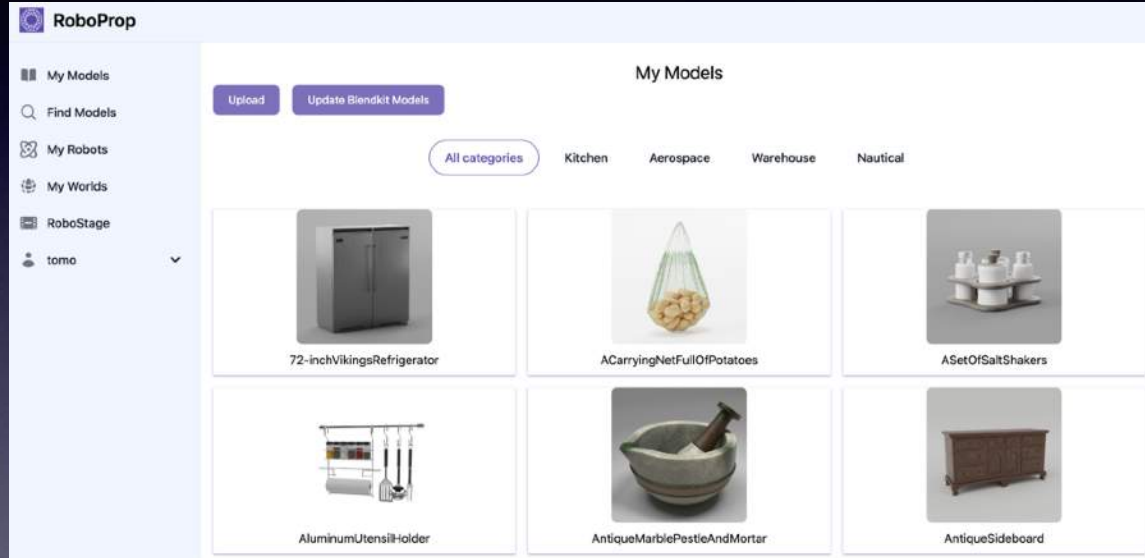 RoboProp
My Models
Find Models
My Robots
My Worlds
RoboStage
tomo
My Models
Upload
Update Blendkit Models
All categories
Kitchen
Aerospace
Warehouse
Nautical
72-inchVikingsRefrigerator
ACarryingNetFullOfPotatoes
ASetOfSaltShakers
AluminumUtensilHolder
AntiqueMarblePestleAndMortar
AntiqueSideboard